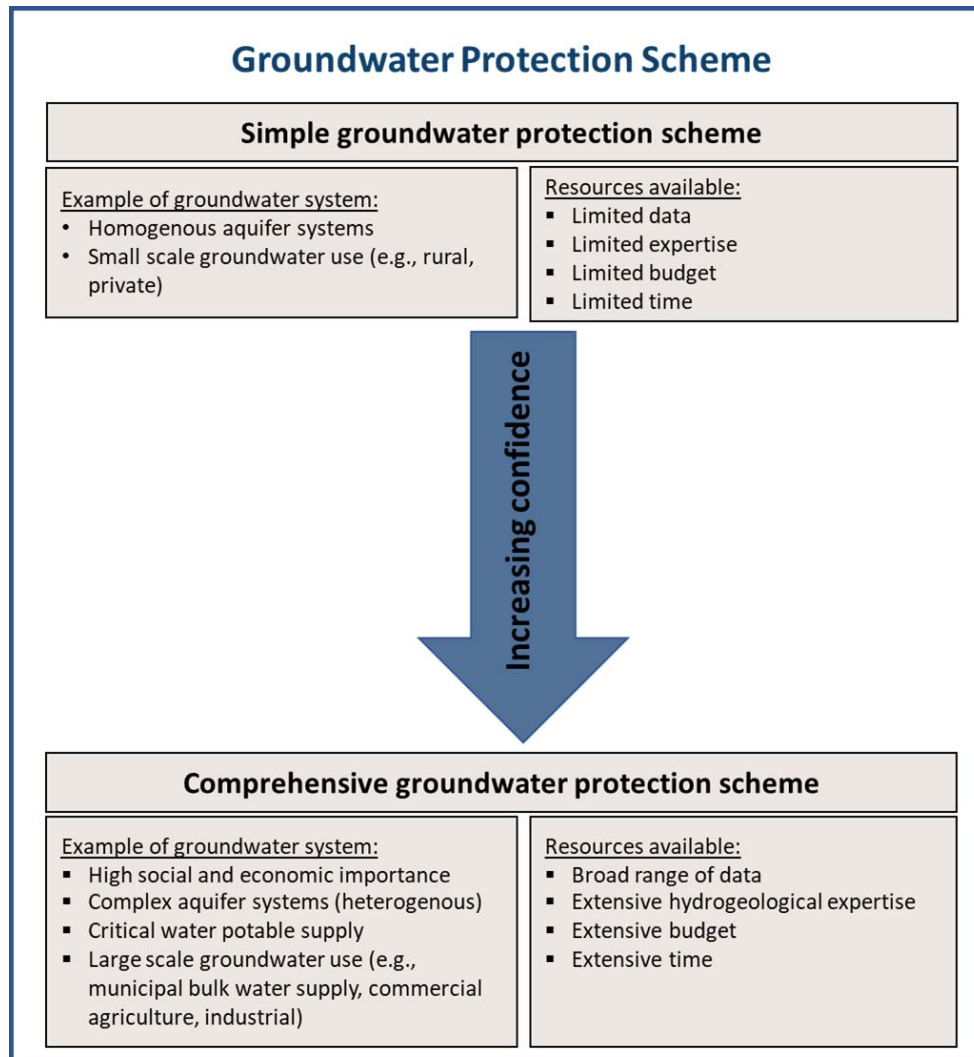 Groundwater Protection Scheme
Simple groundwater protection scheme
Example of groundwater system:
• Homogenous aquifer systems
• Small scale groundwater use (e.g., rural,
private)
Resources available:
▪ Limited data
▪ Limited expertise
▪ Limited budget
▪ Limited time
Increasing confidence
Comprehensive groundwater protection scheme
Example of groundwater system:
▪ High social and economic importance
▪ Complex aquifer systems (heterogenous)
▪ Critical water potable supply
▪ Large scale groundwater use (e.g.,
municipal bulk water supply, commercial
agriculture, industrial)
Resources available:
▪ Broad range of data
▪ Extensive hydrogeological expertise
▪ Extensive budget
▪ Extensive time